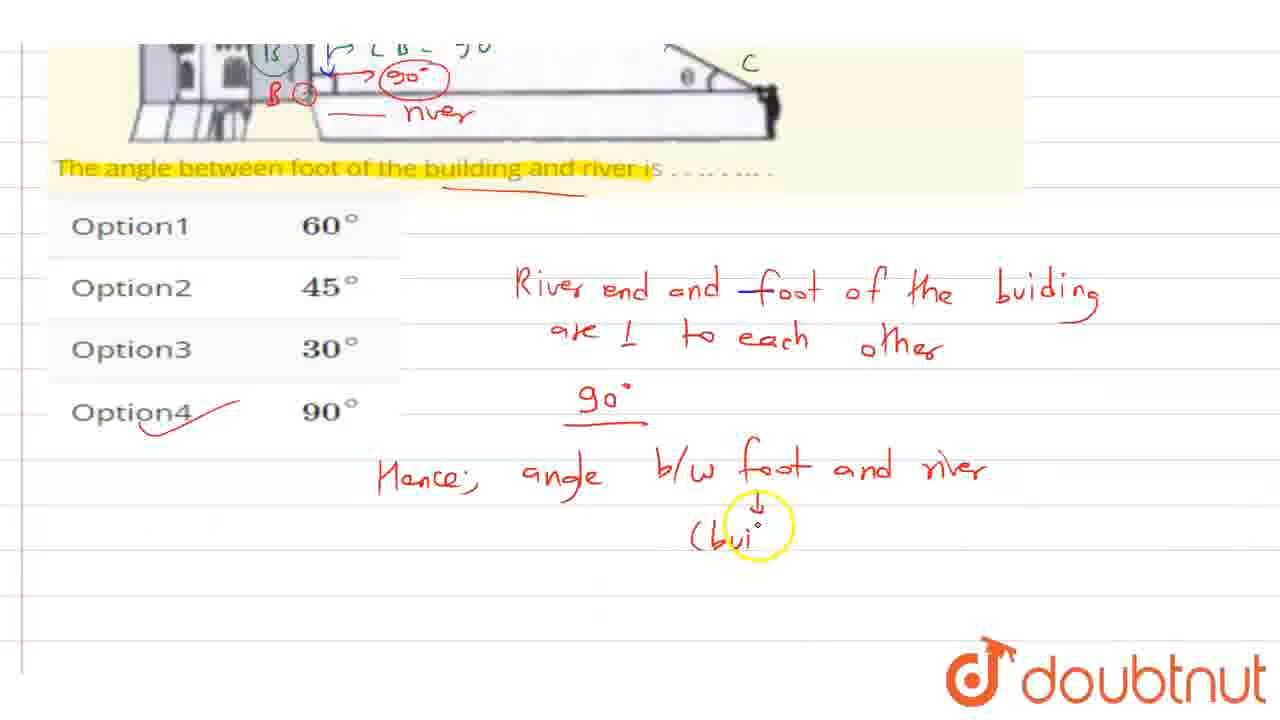 B → ∠B = 90
B → 90°
θ C
river
The angle between foot of the building and river is . . .. . ... .
Option1 60°
Option2 45°
River end and foot of the buiding
Option3 30°
are ⊥ to each other
90°
Option4 90°
Hence; angle b/w foot and river
↓
(bui
doubtnut